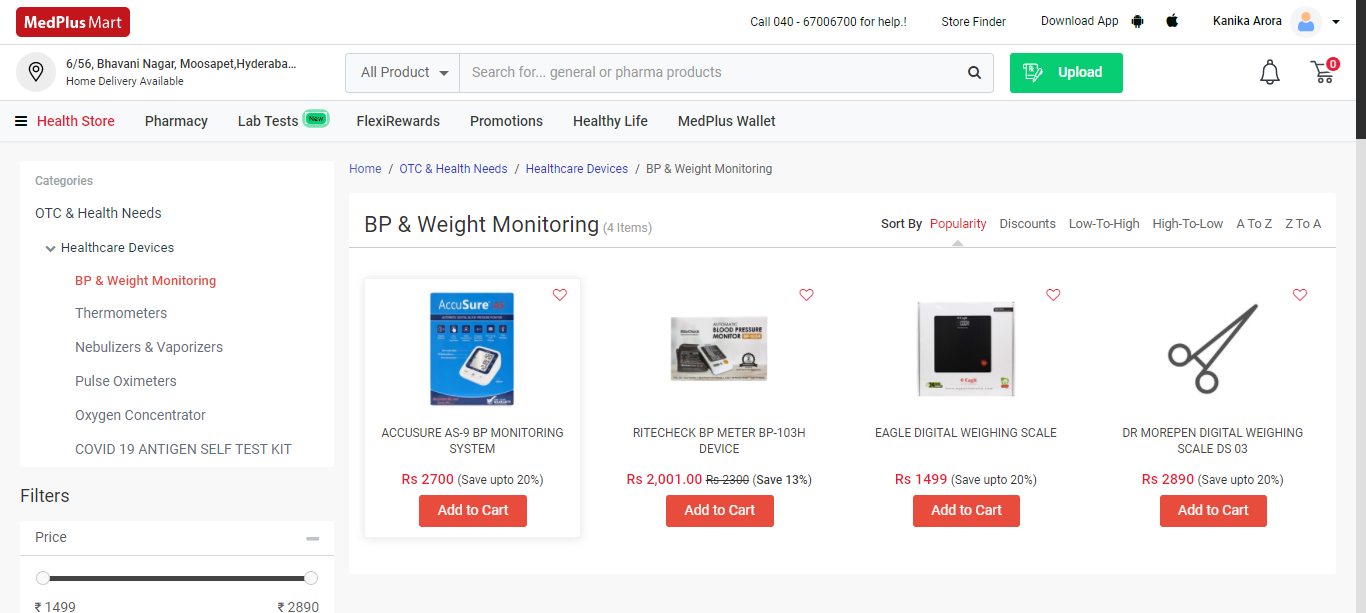 MedPlus Mart
Call 040 - 67006700 for help.!
Store Finder
Download App
Kanika Arora
6/56, Bhavani Nagar, Moosapet,Hyderaba...
Home Delivery Available
All Product
Search for... general or pharma products
Upload
0
Health Store
Pharmacy
Lab Tests
New
FlexiRewards
Promotions
Healthy Life
MedPlus Wallet
Categories
OTC & Health Needs
Healthcare Devices
BP & Weight Monitoring
Thermometers
Nebulizers & Vaporizers
Pulse Oximeters
Oxygen Concentrator
COVID 19 ANTIGEN SELF TEST KIT
Filters
Price
₹ 1499
₹ 2890
Home / OTC & Health Needs / Healthcare Devices / BP & Weight Monitoring
BP & Weight Monitoring (4 Items)
Sort By Popularity Discounts Low-To-High High-To-Low A To Z Z To A
AccuSure
ACCUSURE AS-9 BP MONITORING
SYSTEM
Rs 2700 (Save upto 20%)
Add to Cart
AUTOMATIC
BLOOD PRESSURE
MONITOR
RITECHECK BP METER BP-103H
DEVICE
Rs 2,001.00 Rs 2300 (Save 13%)
Add to Cart
EAGLE DIGITAL WEIGHING SCALE
Rs 1499 (Save upto 20%)
Add to Cart
DR MOREPEN DIGITAL WEIGHING
SCALE DS 03
Rs 2890 (Save upto 20%)
Add to Cart